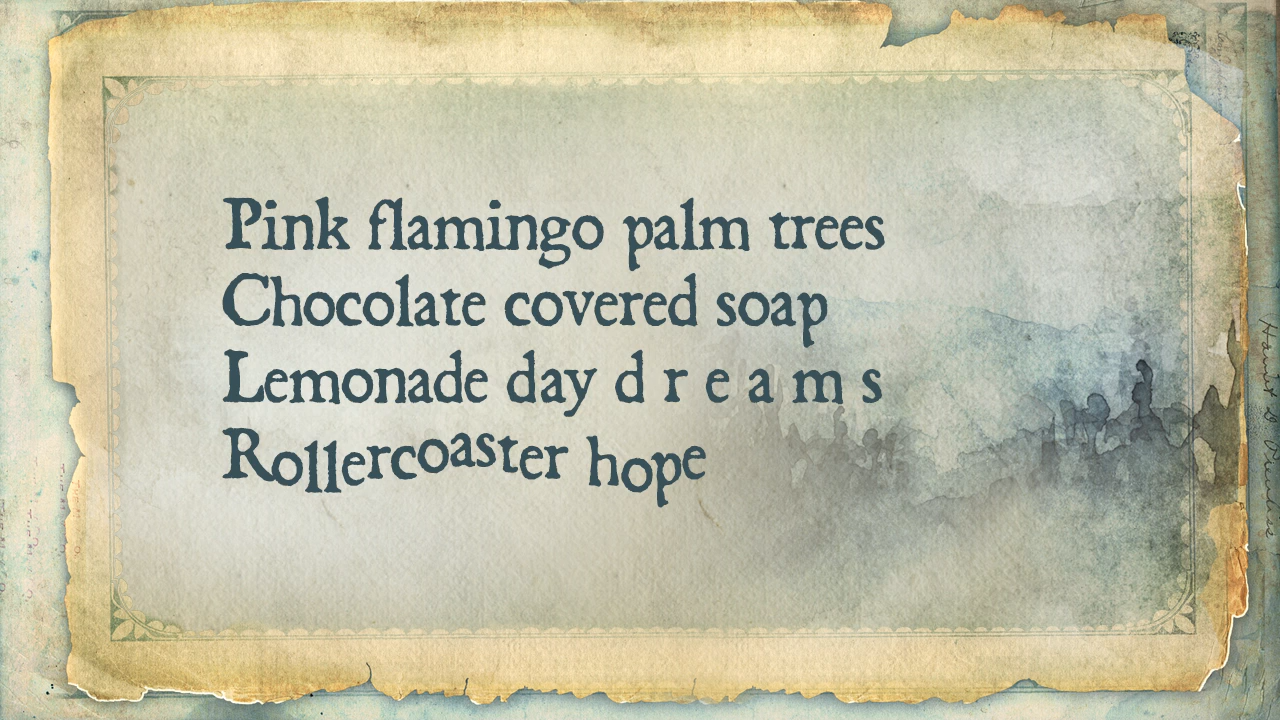 Pink flamingo palm trees
Chocolate covered soap
Lemonade day d r e a m s
Rollercoaster hope